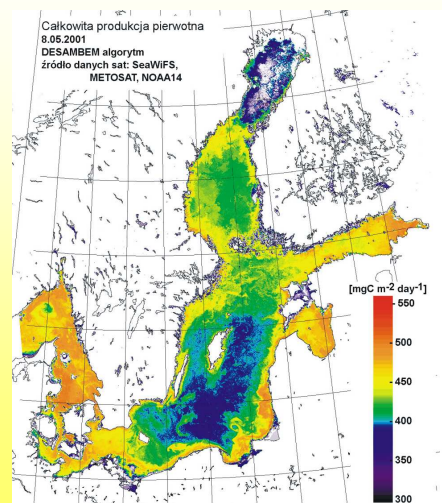 Całkowita produkcja pierwotna
8.05.2001
DESAMBEM algorytm
źródło danych sat: SeaWiFS,
METOSAT, NOAA14
[mgC m-2 day-1]
550
500
450
400
350
300